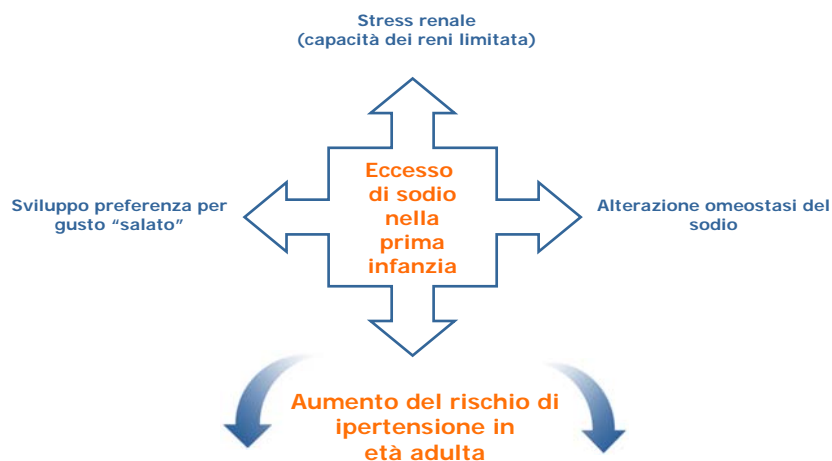 Stress renale
(capacità dei reni limitata)
Eccesso
di sodio
nella
prima
infanzia
Sviluppo preferenza per
gusto “salato”
Alterazione omeostasi del
sodio
Aumento del rischio di
ipertensione in
età adulta